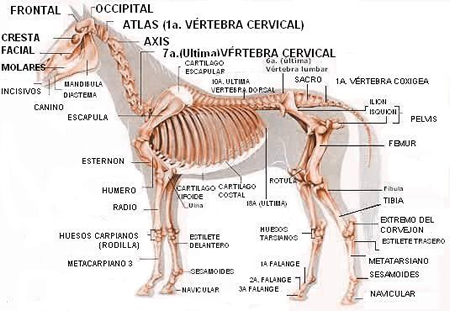 FRONTAL
OCCIPITAL
ATLAS (1a. VÉRTEBRA CERVICAL)
CRESTA
FACIAL
AXIS
7a.(Ultima)VÉRTEBRA CERVICAL
MOLARES
CARTILAGO
ESCAPULAR
6a. (ultima)
Vértebra lumbar
INCISIVOS
MANDIBULA
DIASTEMA
CANINO
10A. ULTIMA
VERTEBRA DORSAL
SACRO
1A. VÉRTEBRA COXIGEA
ESCAPULA
ILION
ISQUION
PELVIS
FEMUR
ESTERNON
HUMERO
CARTILAGO
XIFOIDE
Ulna
CARTILAGO
COSTAL
18A (ULTIMA)
ROTULA
Fíbula
TIBIA
RADIO
EXTREMO DEL
CORVEJON
HUESOS CARPIANOS
(RODILLA)
ESTILETE
DELANTERO
HUESOS
TARSIANOS
ESTILETE TRASERO
METACARPIANO 3
METATARSIANO
SESAMOIDES
1A FALANGE
2A. FALANGE
3A FALANGE
SESAMOIDES
NAVICULAR
NAVICULAR